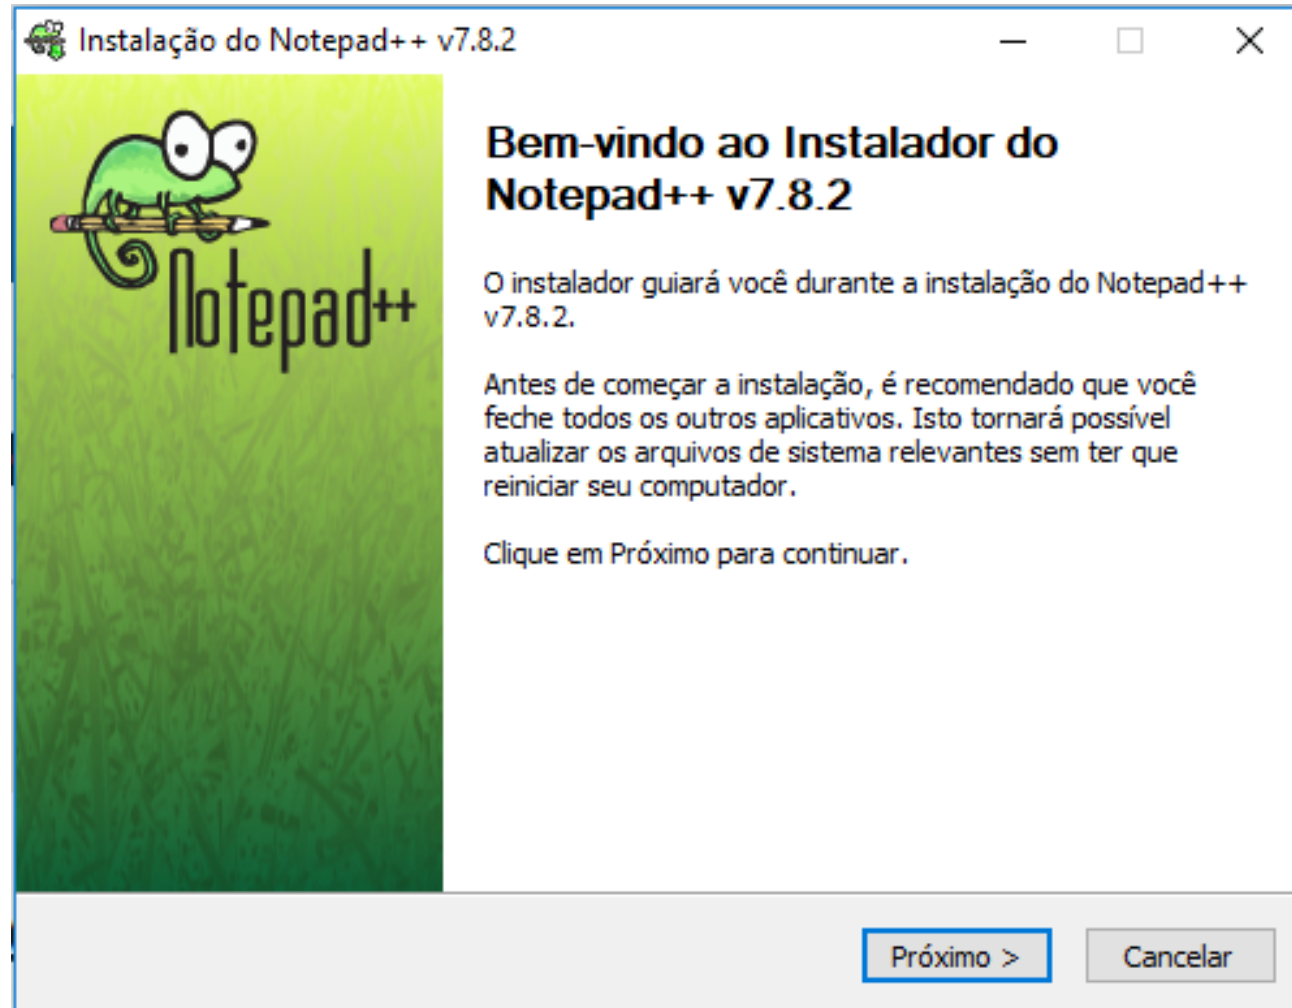 Instalação do Notepad++ v7.8.2
Notepad++
Bem-vindo ao Instalador do
Notepad++ v7.8.2
O instalador guiará você durante a instalação do Notepad++
v7.8.2.
Antes de começar a instalação, é recomendado que você
feche todos os outros aplicativos. Isto tornará possível
atualizar os arquivos de sistema relevantes sem ter que
reiniciar seu computador.
Clique em Próximo para continuar.
Próximo >
Cancelar